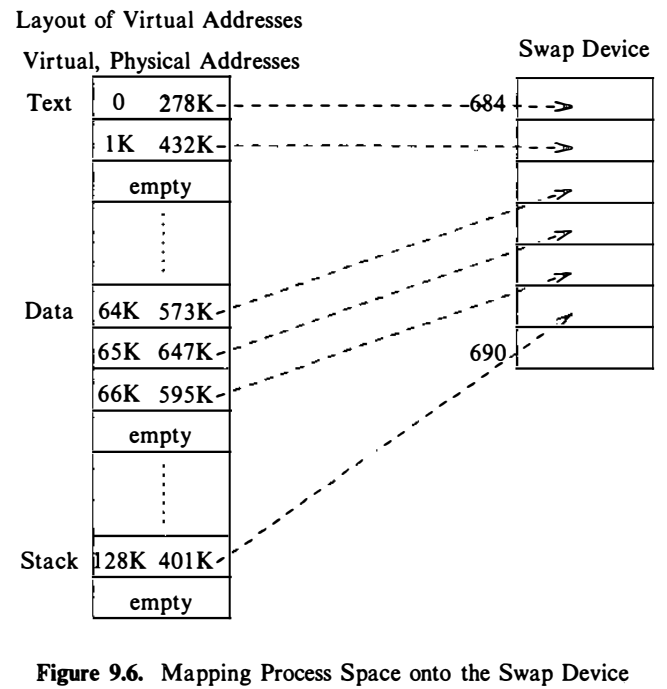 Layout of Virtual Addresses
Virtual, Physical Addresses
Swap Device
Text 0 278K 684
1K 432K
empty
Data 64K 573K
65K 647K 690
66K 595K
empty
Stack 128K 401K
empty
Figure 9.6. Mapping Process Space onto the Swap Device